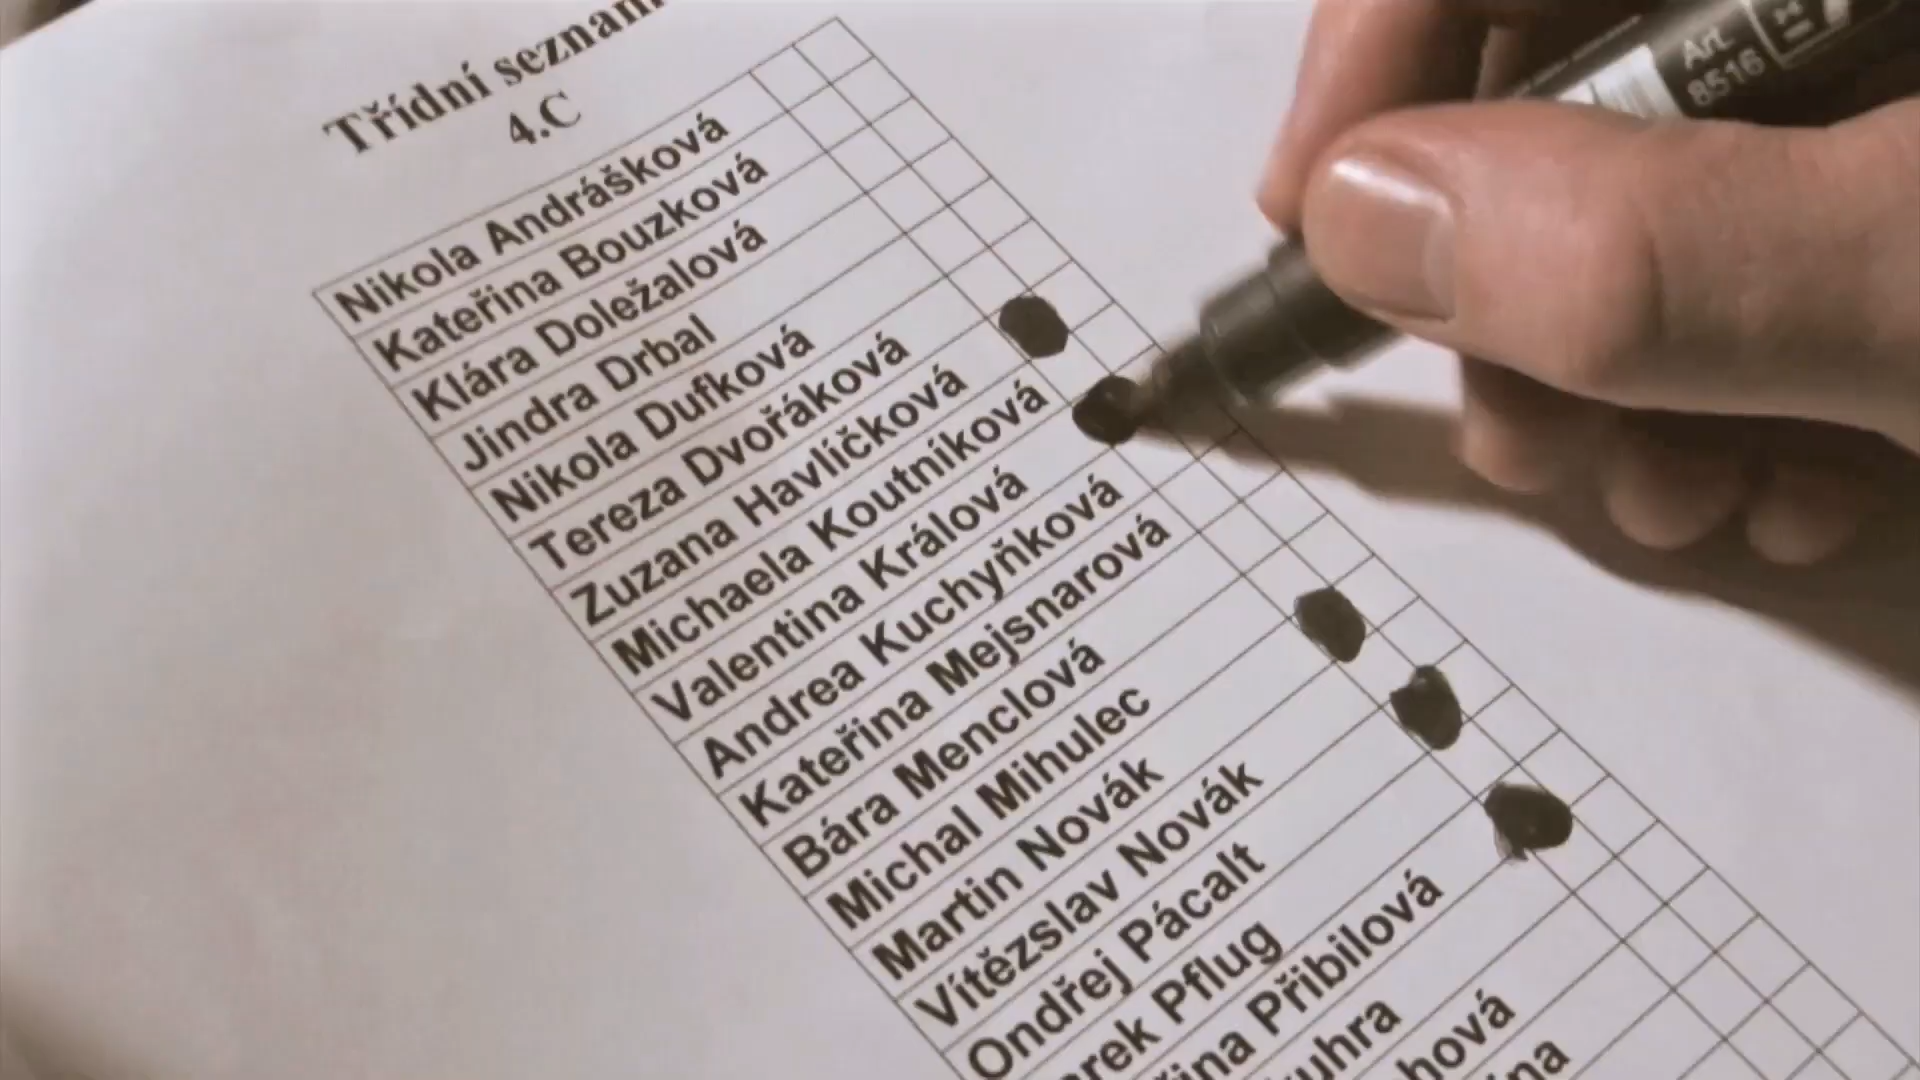 Třídní seznam
4.C
Nikola Andrášková
Kateřina Bouzková
Klára Doležalová
Jindra Drbal
Nikola Dufková
Tereza Dvořáková
Zuzana Havlíčková
Michaela Koutníková
Valentina Králová
Andrea Kuchyňková
Kateřina Mejsnarová
Bára Menclová
Michal Mihulec
Martin Novák
Vítězslav Novák
Ondřej Pácalt
Pflug
Přibilová
Art.
8516